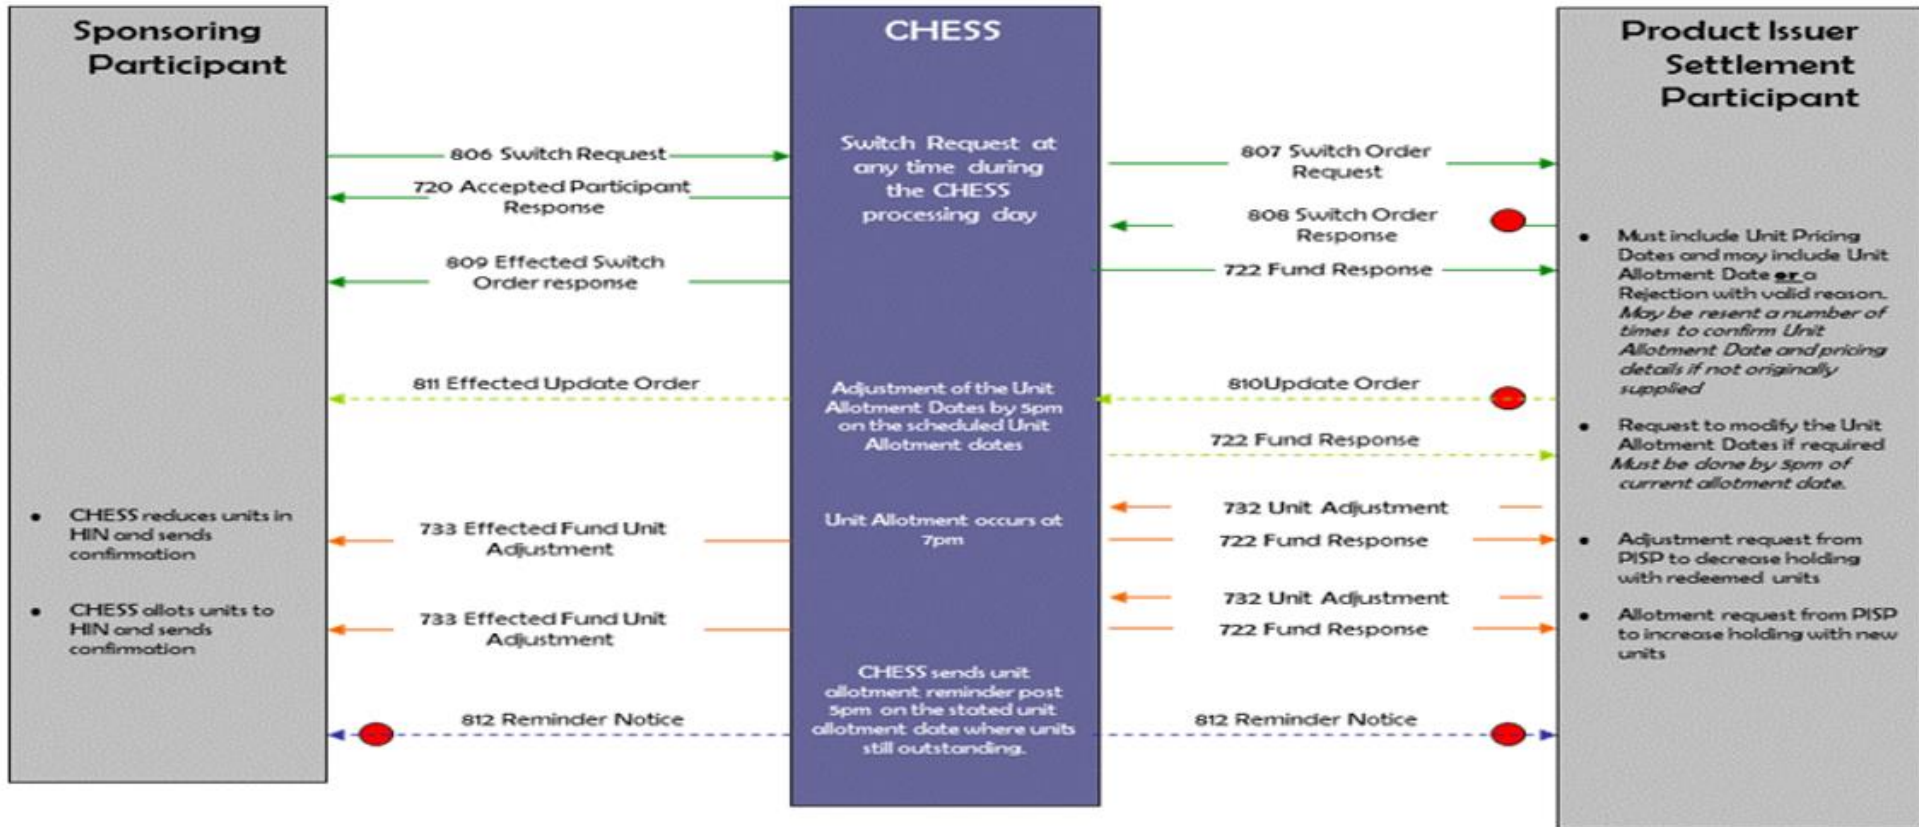 Sponsoring
Participant
CHESS
Product Issuer
Settlement
Participant
806 Switch Request
720 Accepted Participant
Response
809 Effected Switch
Order response
811 Effected Update Order
733 Effected Fund Unit
Adjustment
733 Effected Fund Unit
Adjustment
812 Reminder Notice
• CHESS reduces units in
HIN and sends
confirmation
• CHESS allots units to
HIN and sends
confirmation
Switch Request at
any time during
the CHESS
processing day
Adjustment of the Unit
Allotment Dates by 5pm
on the scheduled Unit
Allotment dates
Unit Allotment occurs at
7pm
CHESS sends unit
allotment reminder post
5pm on the stated unit
allotment date where units
still outstanding.
807 Switch Order
Request
808 Switch Order
Response
722 Fund Response
810Update Order
722 Fund Response
732 Unit Adjustment
722 Fund Response
732 Unit Adjustment
722 Fund Response
812 Reminder Notice
• Must include Unit Pricing
Dates and may include Unit
Allotment Date or a
Rejection with valid reason.
May be resent a number of
times to confirm Unit
Allotment Date and pricing
details if not originally
supplied
• Request to modify the Unit
Allotment Dates if required
Must be done by 5pm of
current allotment date.
• Adjustment request from
PISP to decrease holding
with redeemed units
• Allotment request from PISP
to increase holding with new
units